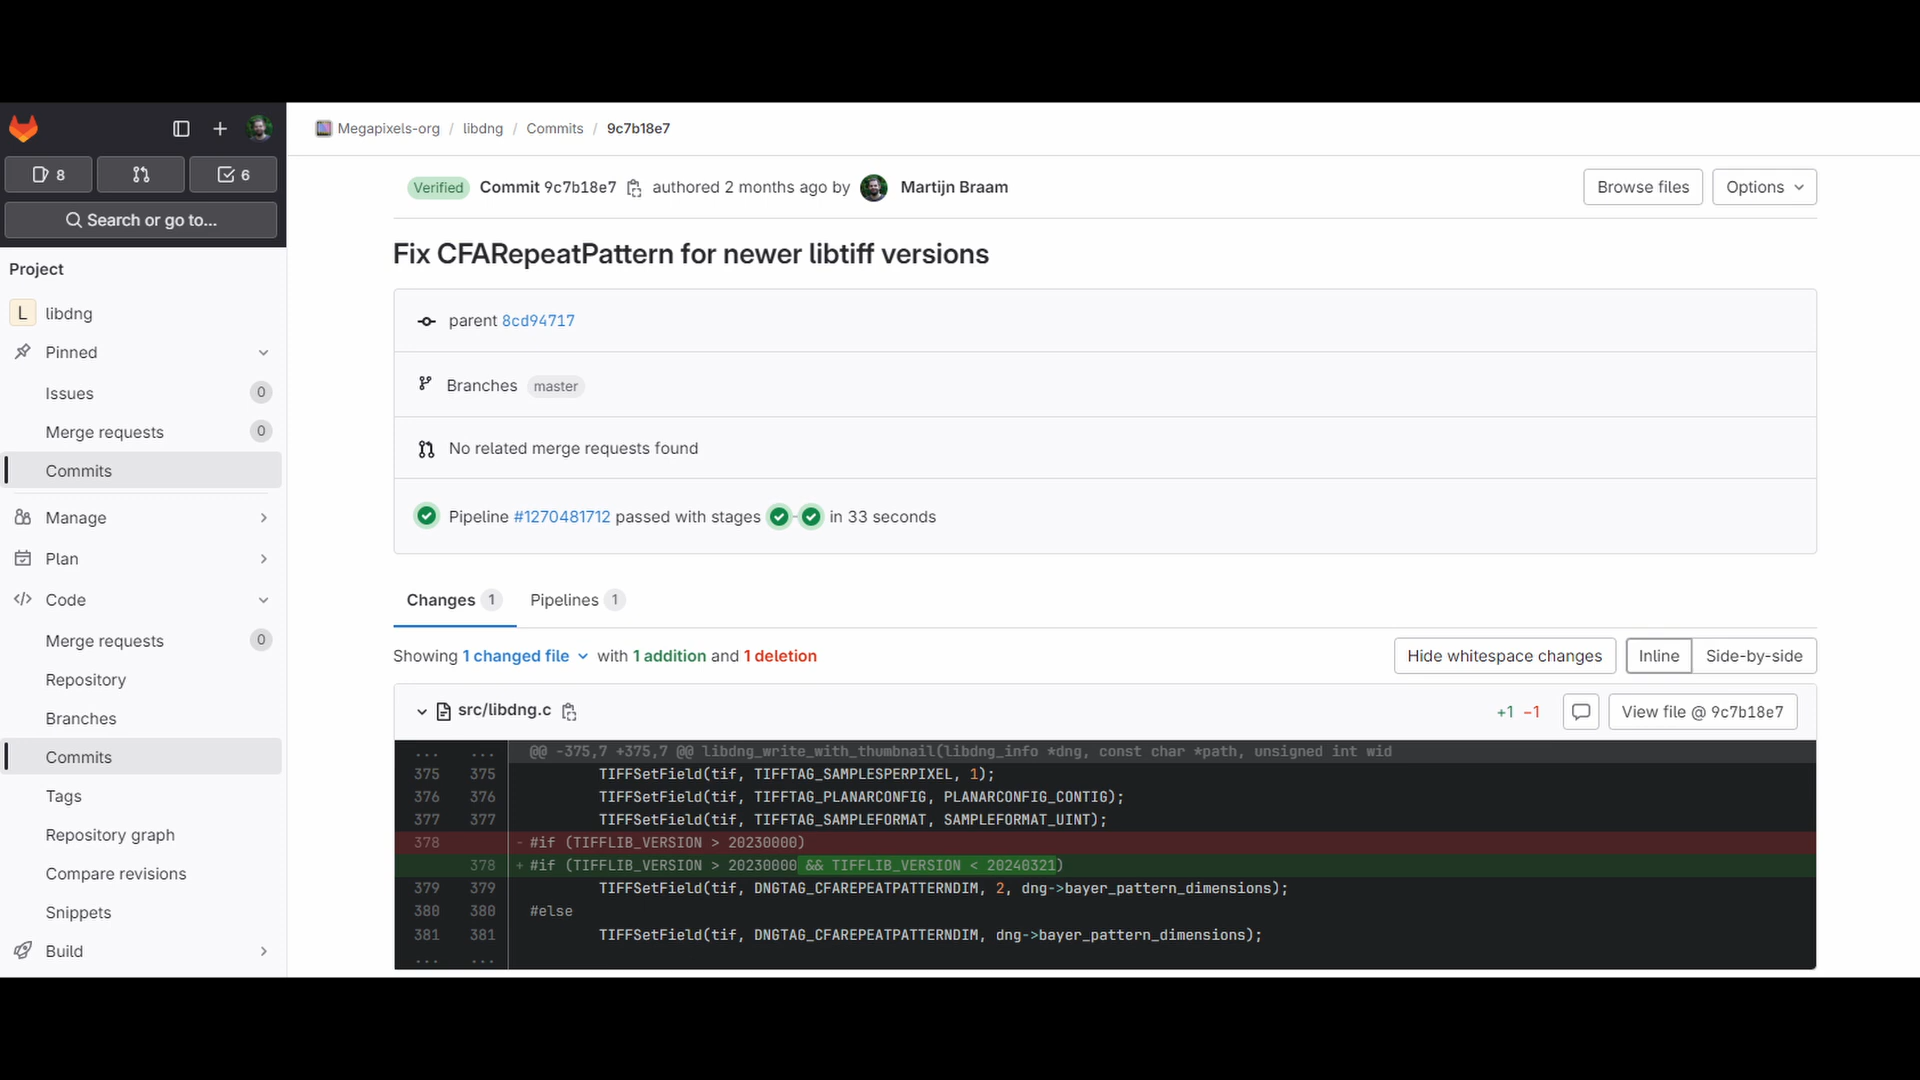 8
6
Search or go to...
Project
L libdng
Pinned
Issues 0
Merge requests 0
Commits
Manage
Plan
Code
Merge requests 0
Repository
Branches
Commits
Tags
Repository graph
Compare revisions
Snippets
Build
Megapixels-org / libdng / Commits / 9c7b18e7
Verified Commit 9c7b18e7 authored 2 months ago by Martijn Braam
Browse files
Options
Fix CFARepeatPattern for newer libtiff versions
parent 8cd94717
Branches master
No related merge requests found
Pipeline #1270481712 passed with stages in 33 seconds
Changes 1 Pipelines 1
Showing 1 changed file with 1 addition and 1 deletion
Hide whitespace changes Inline Side-by-side
src/libdng.c
+1 −1 View file @ 9c7b18e7
... ... @@ -375,7 +375,7 @@ libdng_write_with_thumbnail(libdng_info *dng, const char *path, unsigned int wid
375 375 TIFFSetField(tif, TIFFTAG_SAMPLESPERPIXEL, 1);
376 376 TIFFSetField(tif, TIFFTAG_PLANARCONFIG, PLANARCONFIG_CONTIG);
377 377 TIFFSetField(tif, TIFFTAG_SAMPLEFORMAT, SAMPLEFORMAT_UINT);
378 - #if (TIFFLIB_VERSION > 20230000)
378 + #if (TIFFLIB_VERSION > 20230000 && TIFFLIB_VERSION < 20240321)
379 379 TIFFSetField(tif, DNGTAG_CFAREPEATPATTERNDIM, 2, dng->bayer_pattern_dimensions);
380 380 #else
381 381 TIFFSetField(tif, DNGTAG_CFAREPEATPATTERNDIM, dng->bayer_pattern_dimensions);
... ...